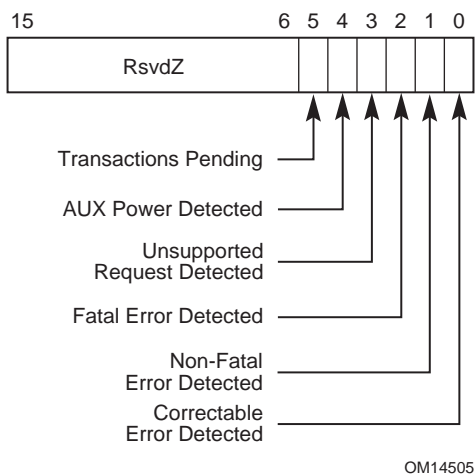 15 6 5 4 3 2 1 0
RsvdZ
Transactions Pending
AUX Power Detected
Unsupported
Request Detected
Fatal Error Detected
Non-Fatal
Error Detected
Correctable
Error Detected
OM14505